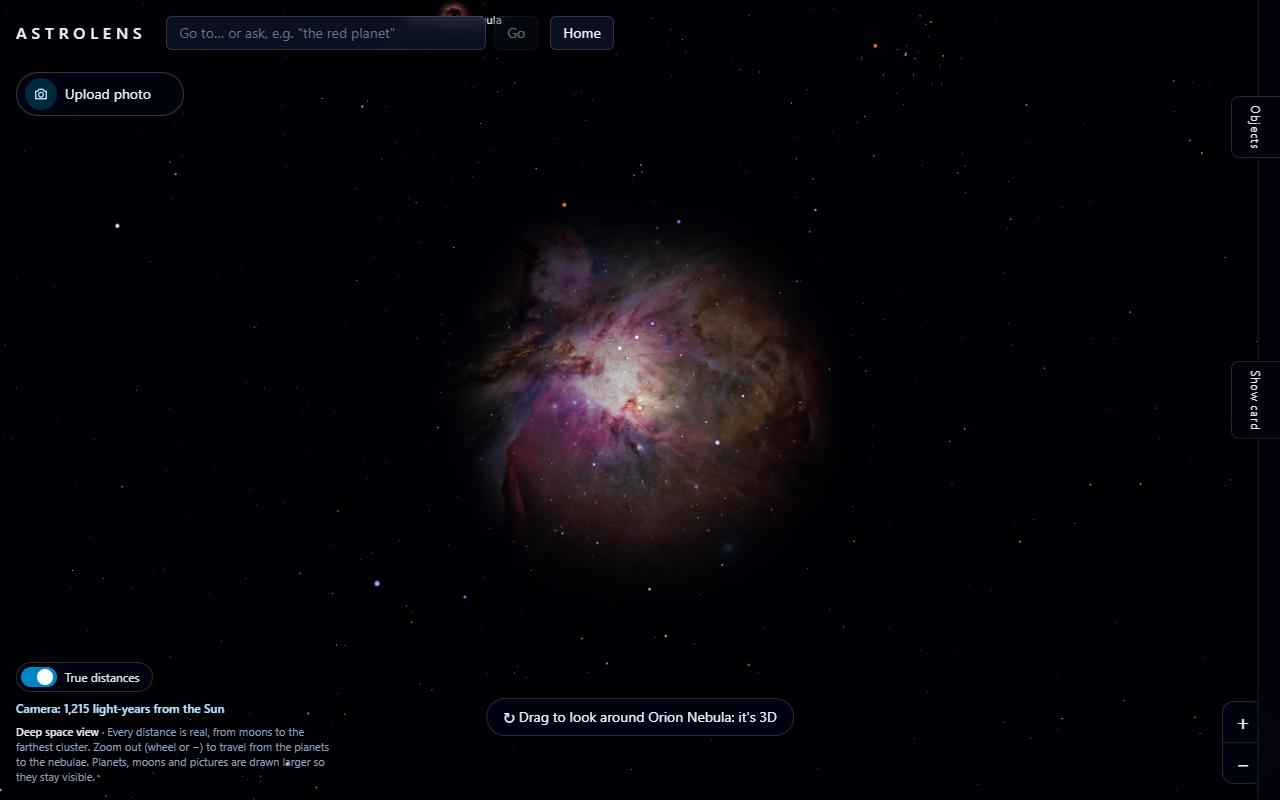 ASTROLENS
Go to... or ask, e.g. "the red planet"
Go
Home
Upload photo
Objects
Show card
True distances
Camera: 1,215 light-years from the Sun
Deep space view · Every distance is real, from moons to the
farthest cluster. Zoom out (wheel or −) to travel from the planets
to the nebulae. Planets, moons and pictures are drawn larger so
they stay visible.
↻ Drag to look around Orion Nebula: it's 3D
+
−